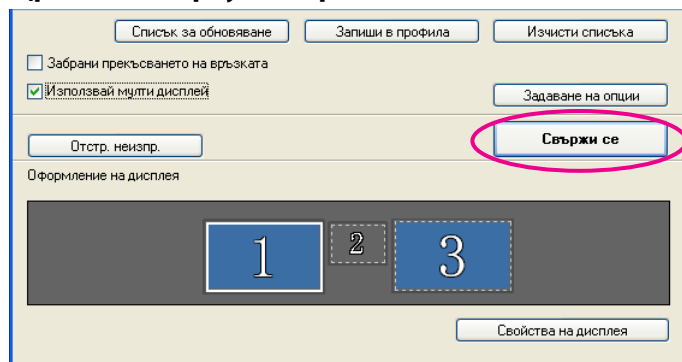 Списък за обновяване Запиши в профила Изчисти списъка
Забрани прекъсването на връзката
Използвай мулти дисплей
Задаване на опции
Отстр. неизпр. Свържи се
Оформление на дисплея
1 2 3
Свойства на дисплея